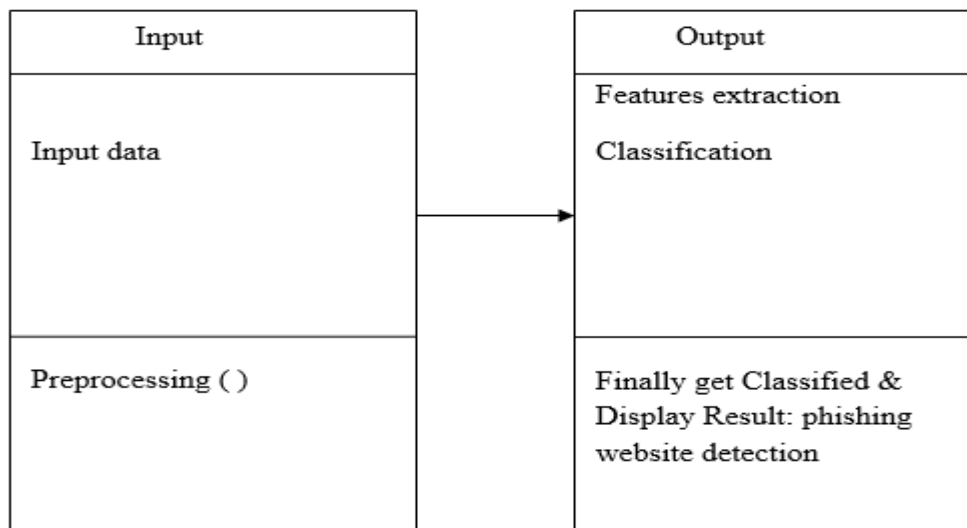 Input
Input data
Preprocessing ( )
Output
Features extraction
Classification
Finally get Classified &
Display Result: phishing
website detection